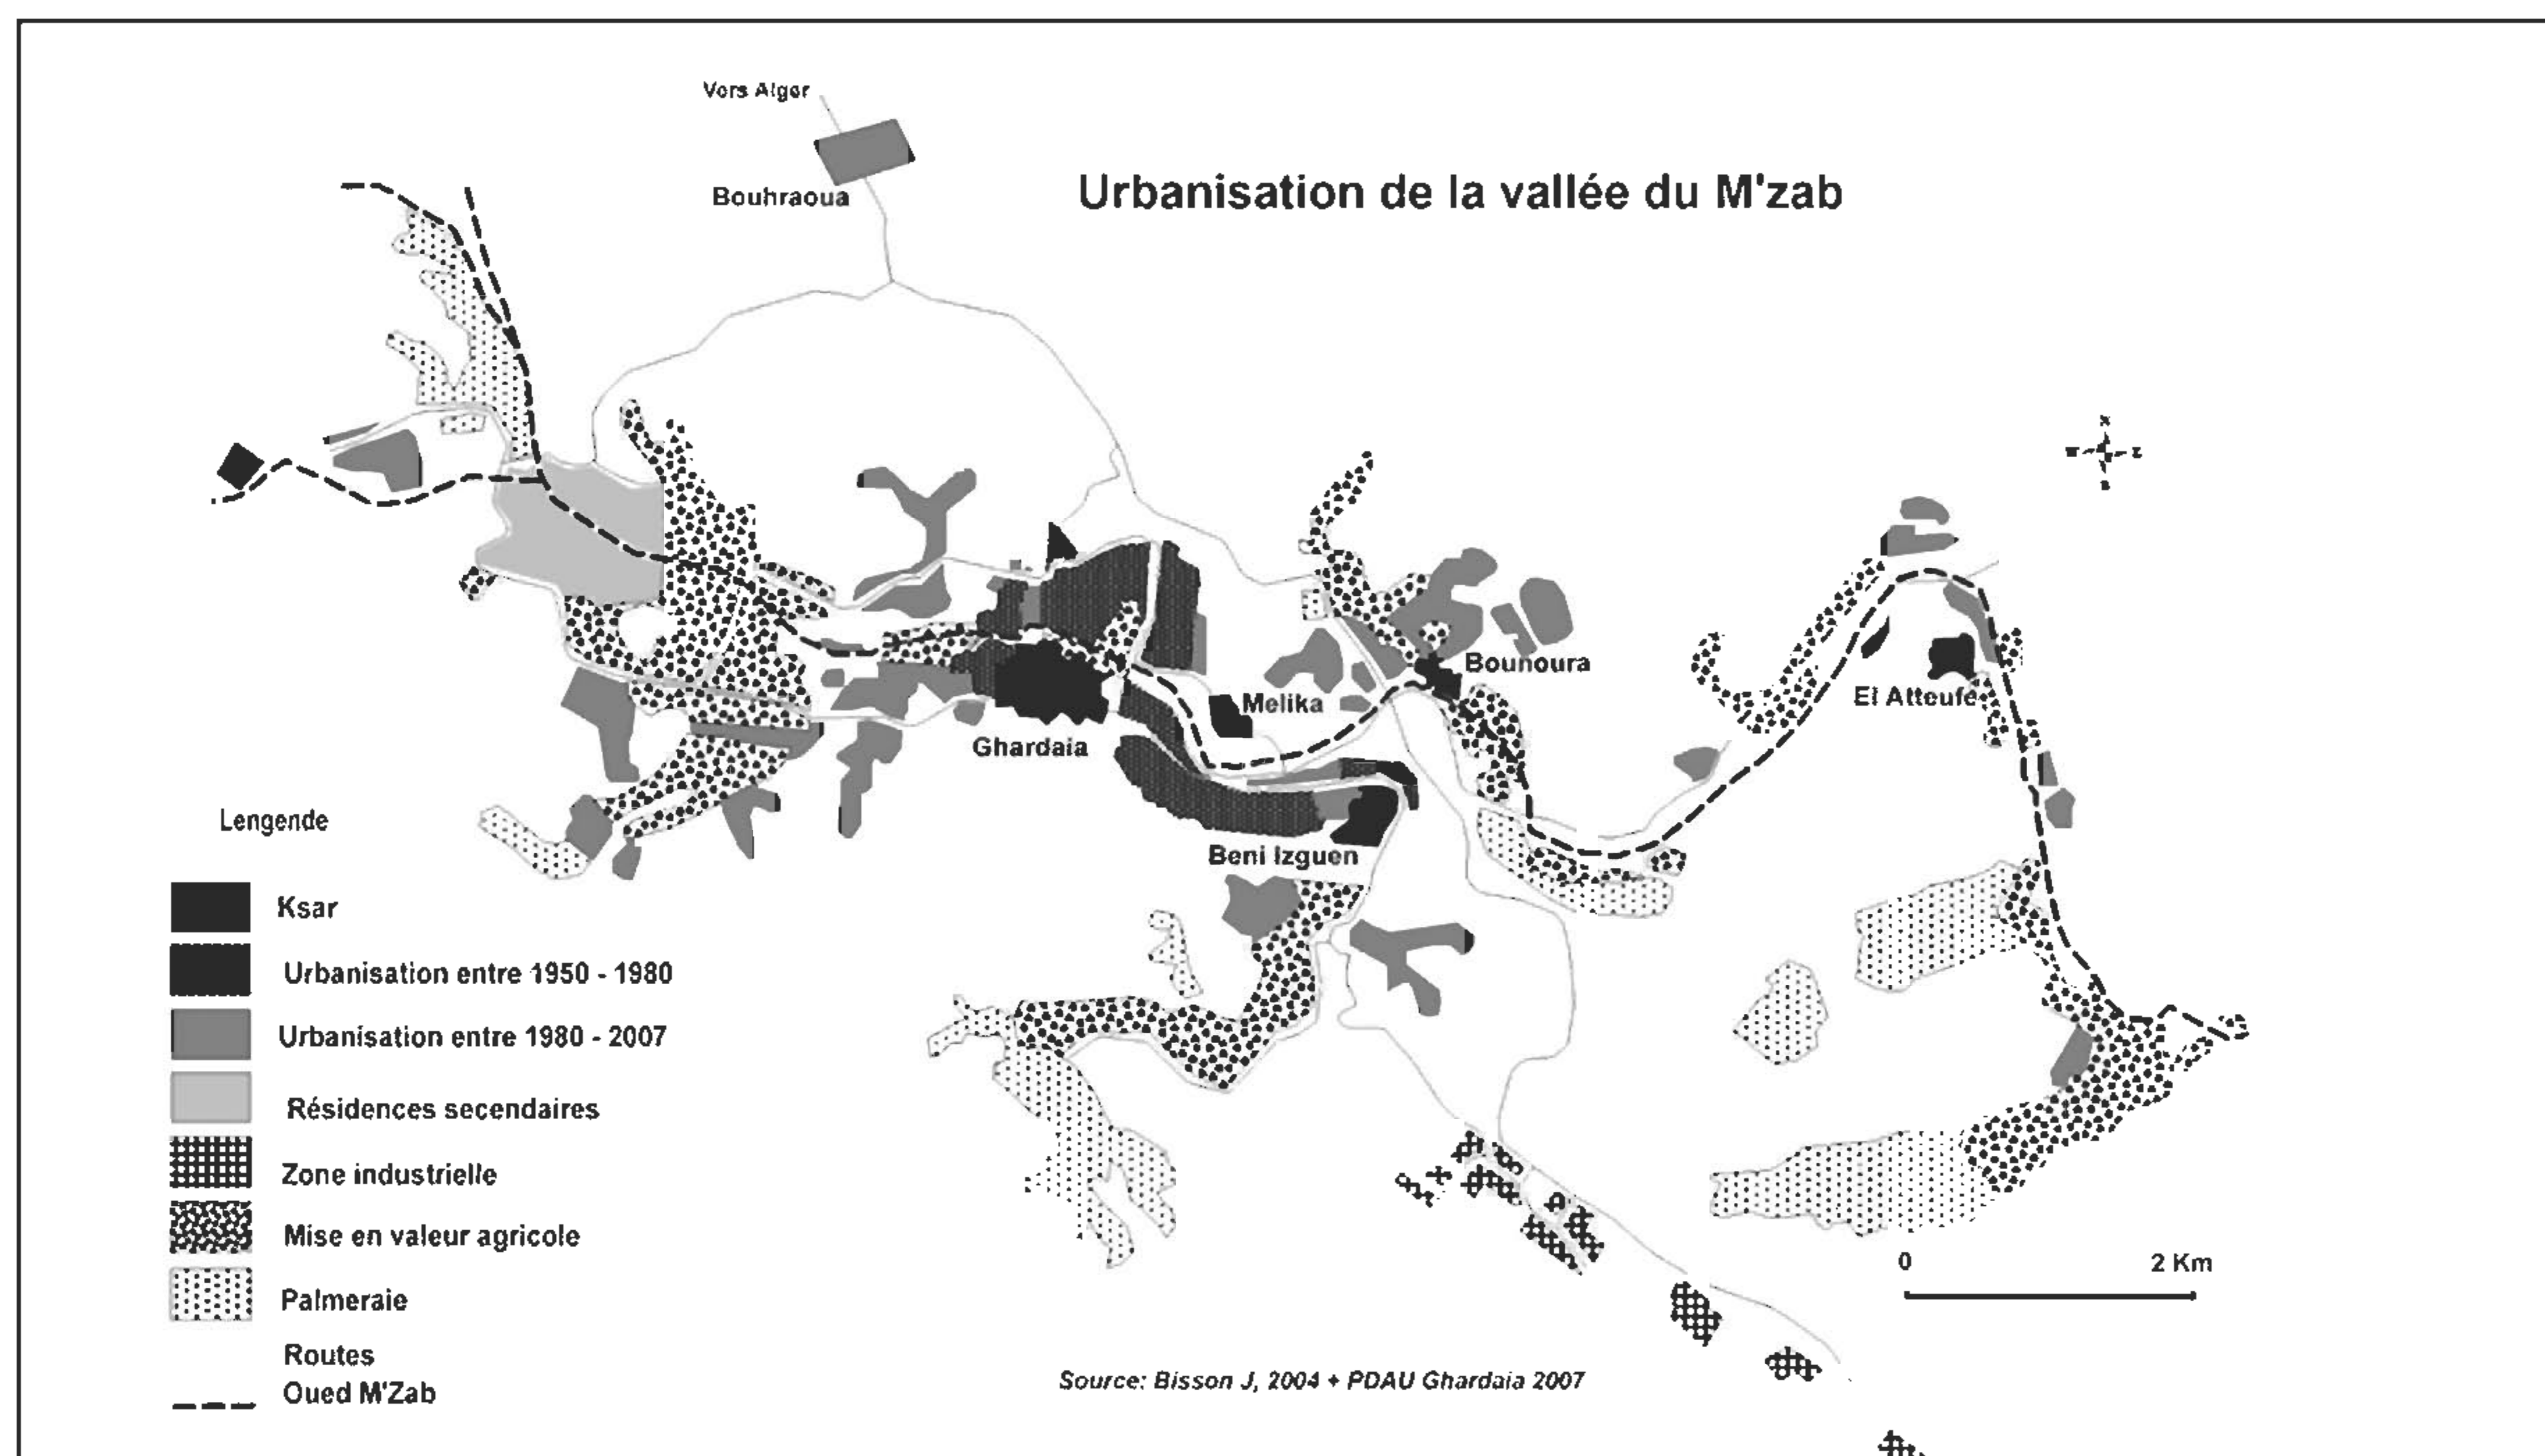 Vers Alger
Bouhraoua
Urbanisation de la vallée du M'zab
N
W
E
S
Bounoura
Melika
El Atteufe
Ghardaia
Beni Izguen
Lengende
Ksar
Urbanisation entre 1950 - 1980
Urbanisation entre 1980 - 2007
Résidences secendaires
Zone industrielle
Mise en valeur agricole
Palmeraie
Routes
Oued M'Zab
0 2 Km
Source: Bisson J, 2004 + PDAU Ghardaia 2007